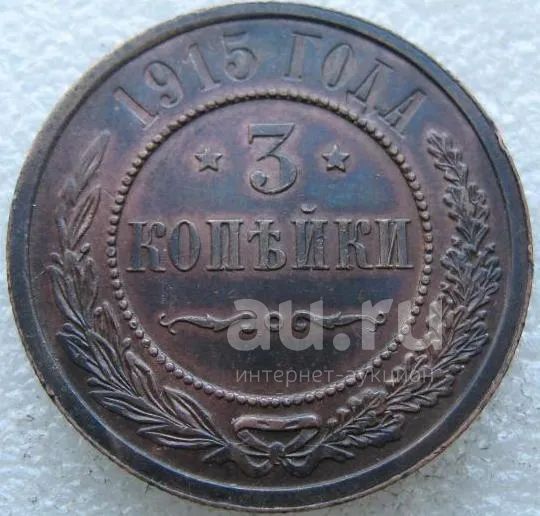 1915 ГОДА
3
КОПѢЙКИ
au.ru
интернет-аукцион